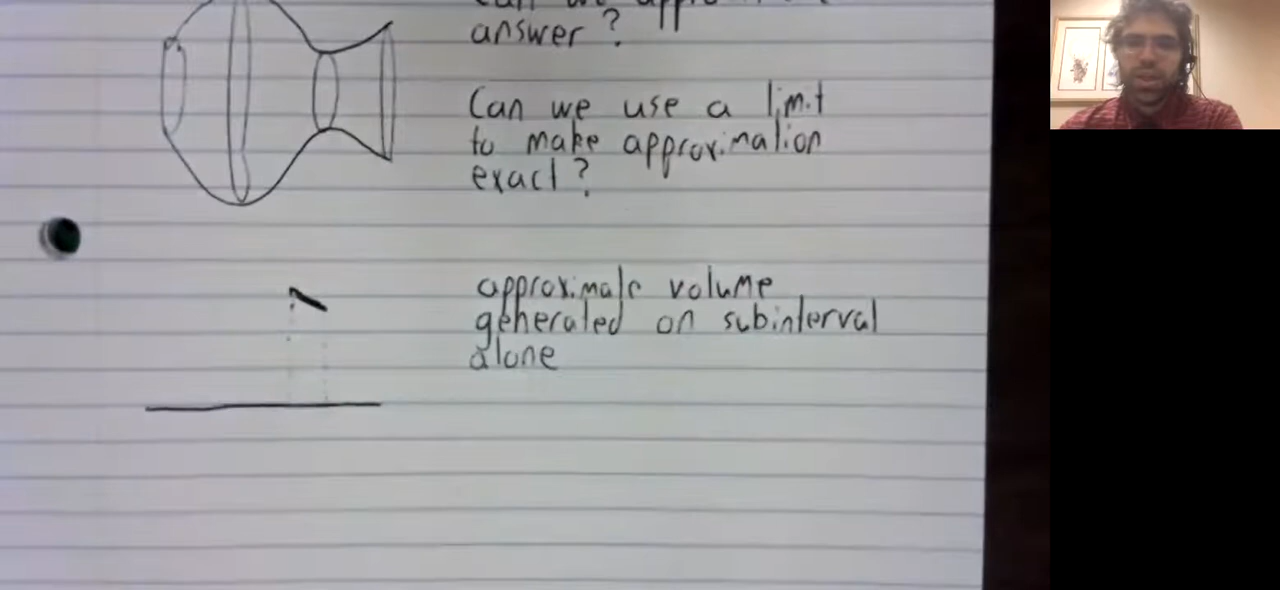 answer?
Can we use a limit
to make approximation
exact?
approximate volume
generated on subinterval
alone